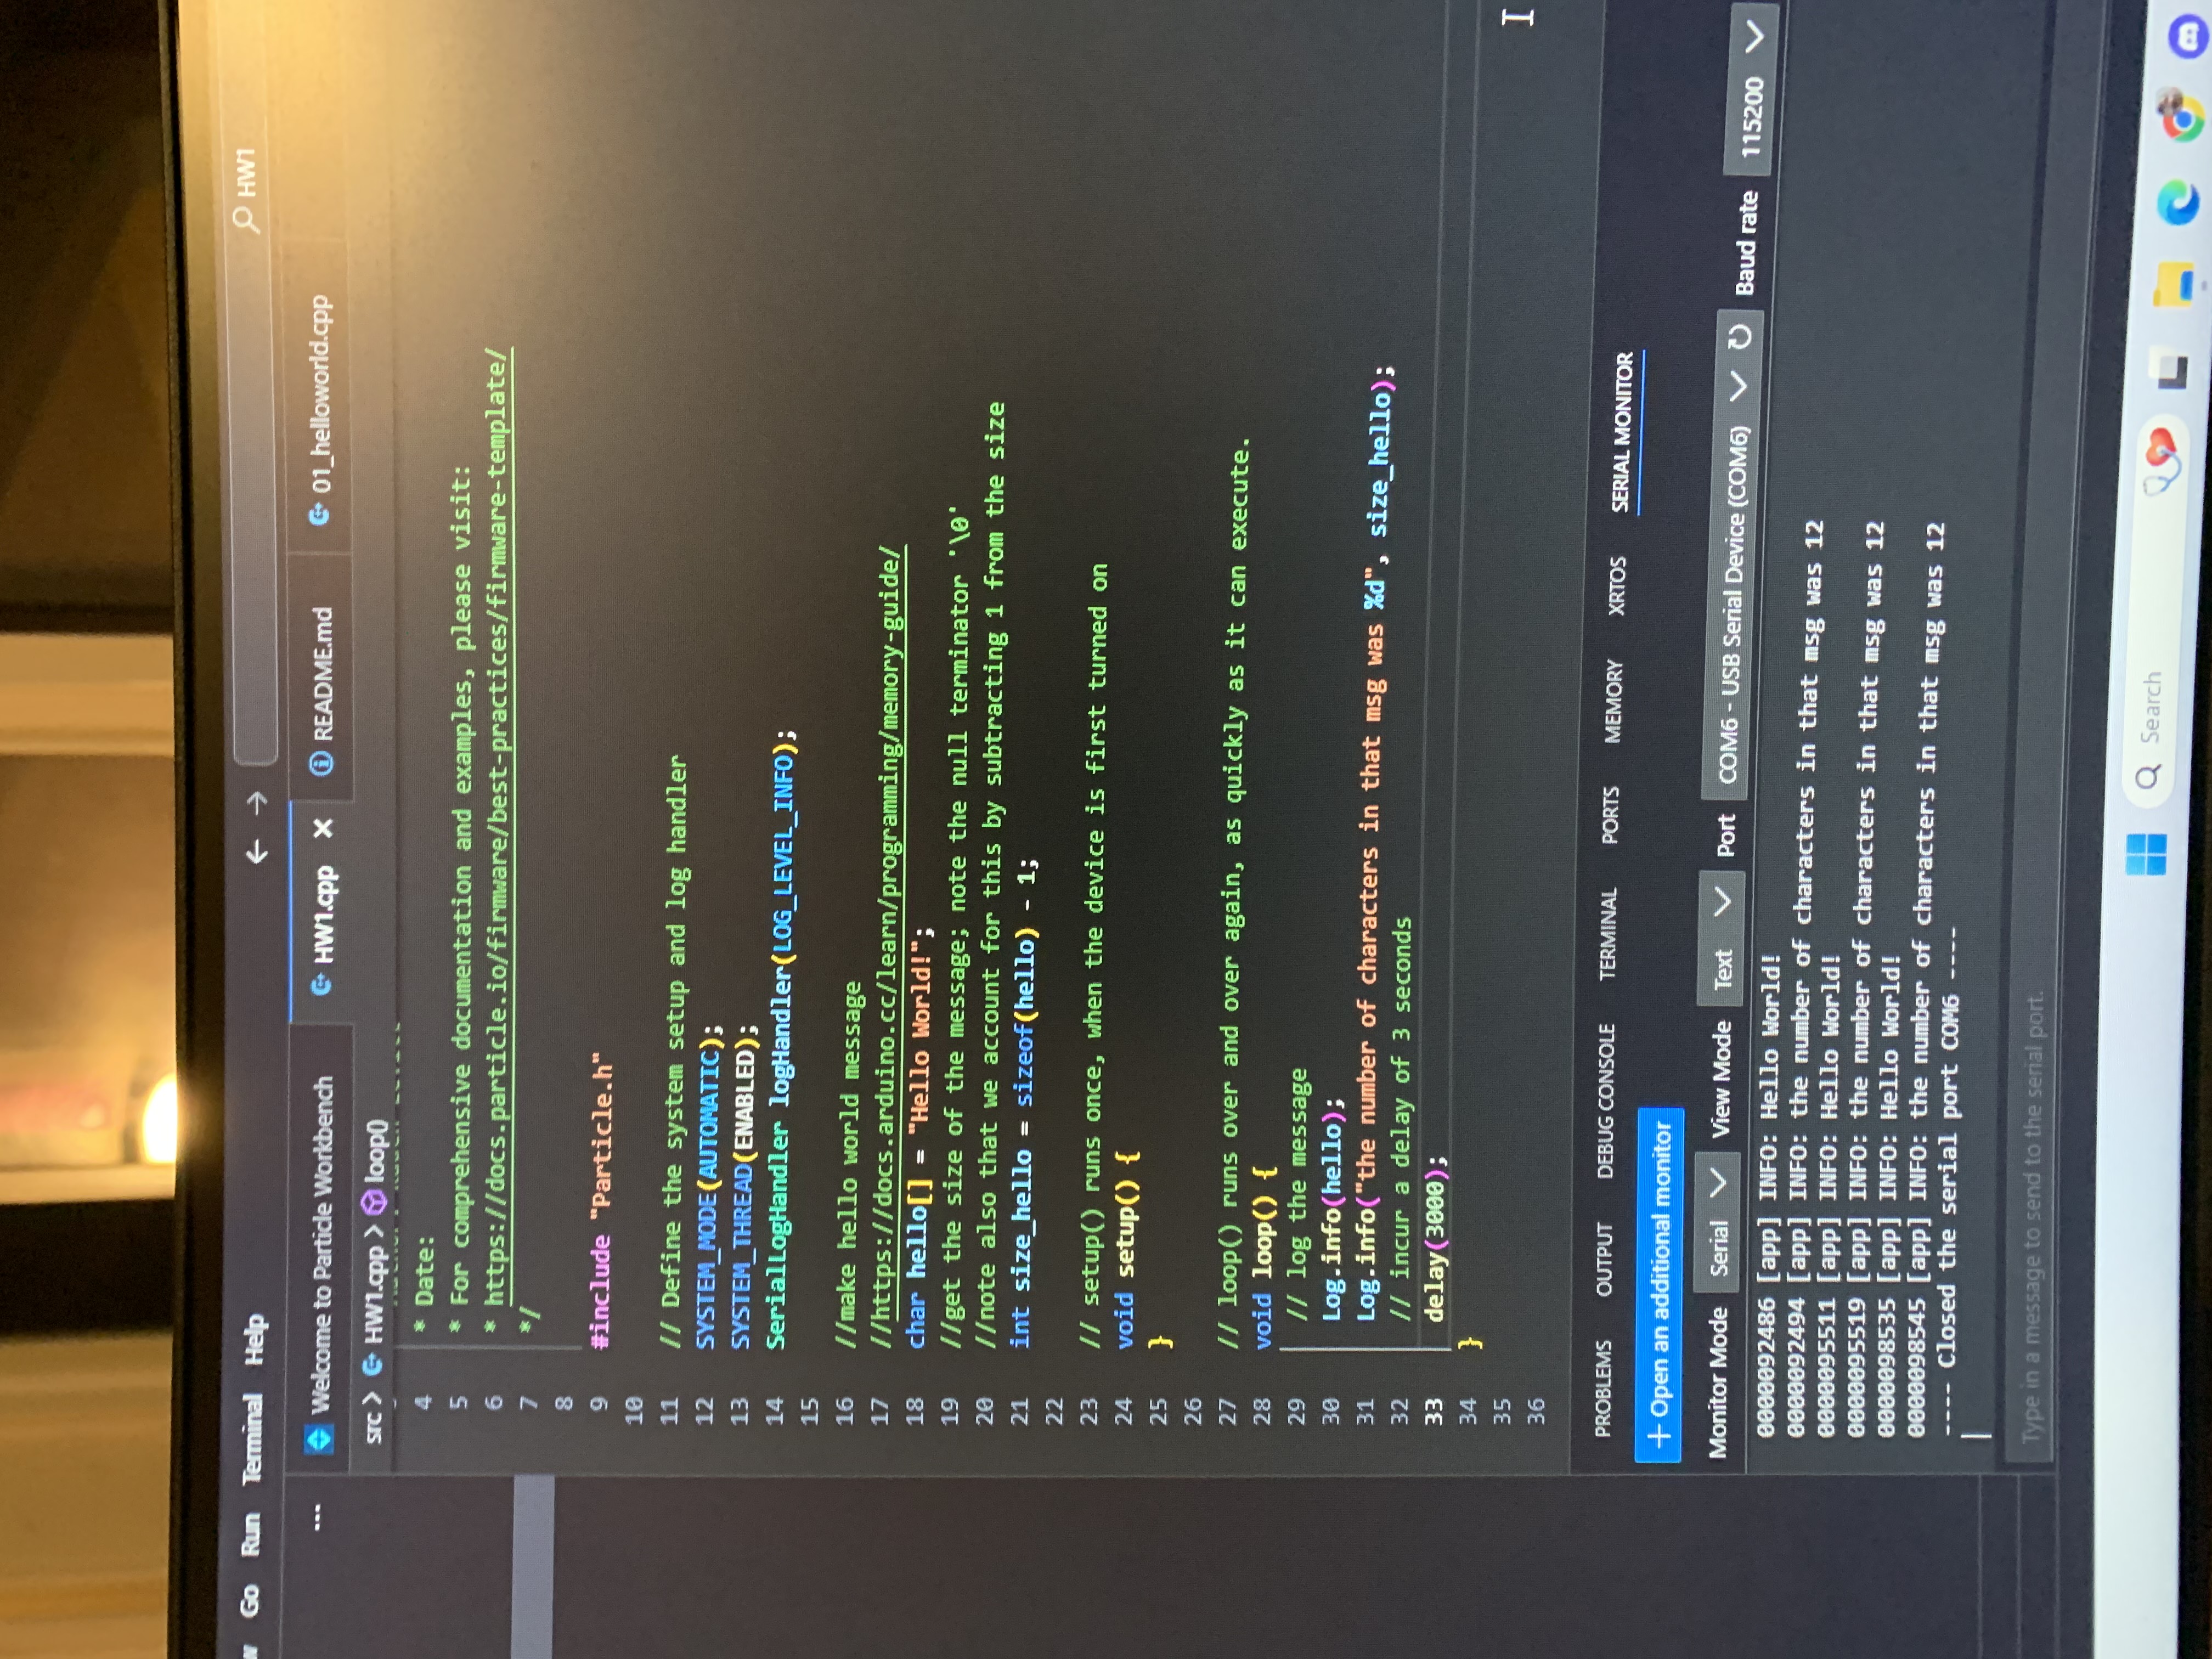 Go Run Terminal Help
HW1
...
Welcome to Particle Workbench
HW1.cpp
README.md
01_helloworld.cpp
src > HW1.cpp > loop()
4 * Date:
5 * For comprehensive documentation and examples, please visit:
6 * https://docs.particle.io/firmware/best-practices/firmware-template/
7 */
8
9 #include "Particle.h"
10
11 // Define the system setup and log handler
12 SYSTEM_MODE(AUTOMATIC);
13 SYSTEM_THREAD(ENABLED);
14 SerialLogHandler logHandler(LOG_LEVEL_INFO);
15
16 //make hello world message
17 //https://docs.arduino.cc/learn/programming/memory-guide/
18 char hello[] = "Hello World!";
19 //get the size of the message; note the null terminator '\0'
20 //note also that we account for this by subtracting 1 from the size
21 int size_hello = sizeof(hello) - 1;
22
23 // setup() runs once, when the device is first turned on
24 void setup() {
25 }
26
27 // loop() runs over and over again, as quickly as it can execute.
28 void loop() {
29 // log the message
30 Log.info(hello);
31 Log.info("the number of characters in that msg was %d", size_hello);
32 // incur a delay of 3 seconds
33 delay(3000);
34 }
35
36
PROBLEMS OUTPUT DEBUG CONSOLE TERMINAL PORTS MEMORY XRTOS SERIAL MONITOR
+ Open an additional monitor
Monitor Mode Serial View Mode Text Port COM6 - USB Serial Device (COM6) Baud rate 115200
0000092486 [app] INFO: Hello World!
0000092494 [app] INFO: the number of characters in that msg was 12
0000095511 [app] INFO: Hello World!
0000095519 [app] INFO: the number of characters in that msg was 12
0000098535 [app] INFO: Hello World!
0000098545 [app] INFO: the number of characters in that msg was 12
---- Closed the serial port COM6 ----
Type in a message to send to the serial port.
Search